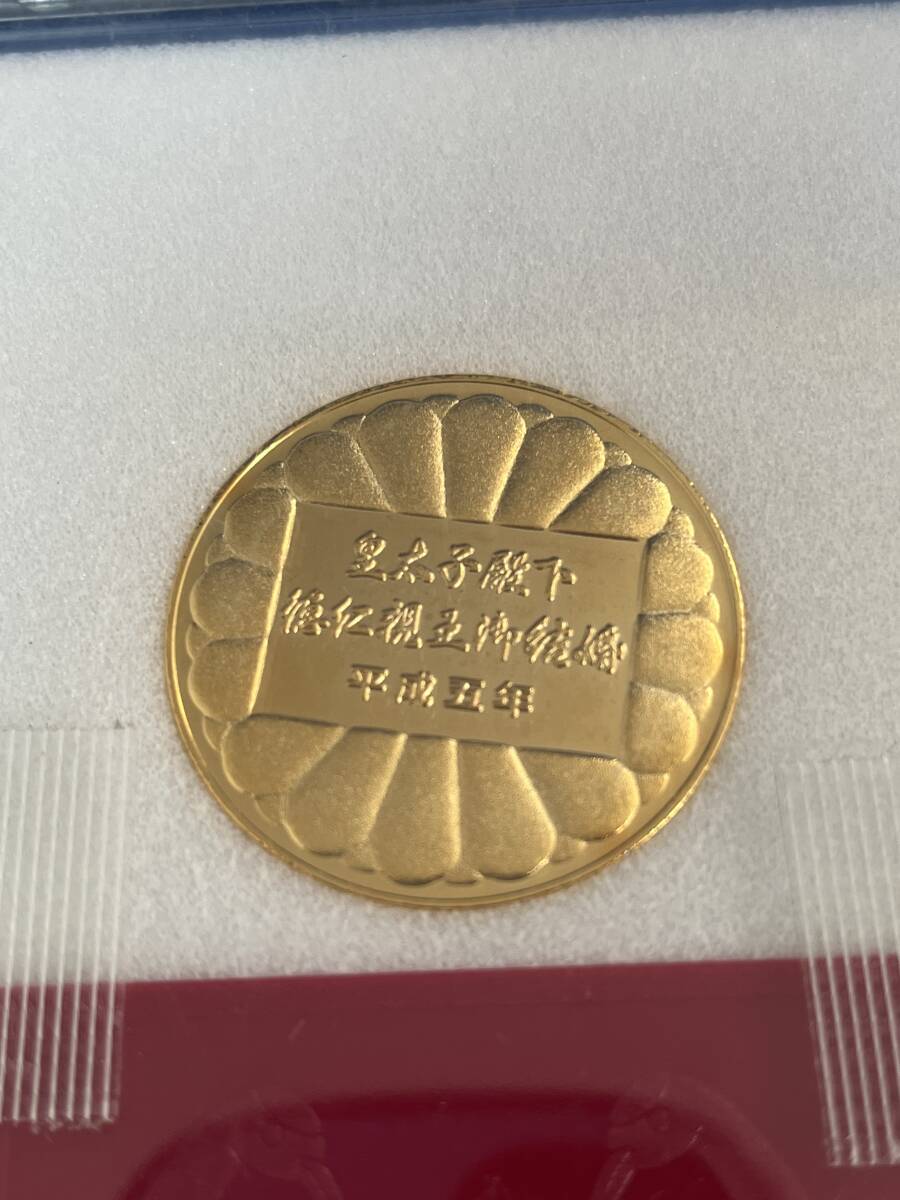 皇太子殿下
徳仁親王御結婚
平成五年